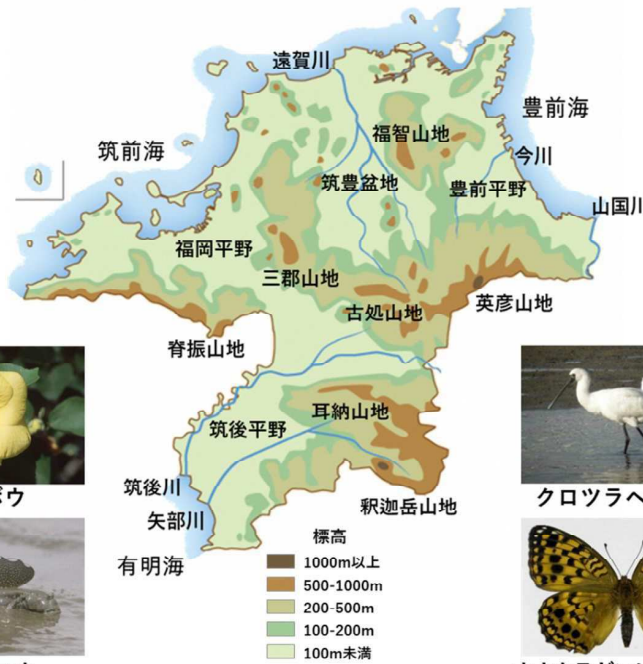 遠賀川
豊前海
福智山地
筑前海
今川
筑豊盆地
豊前平野
山国川
福岡平野
三郡山地
英彦山地
古処山地
脊振山地
耳納山地
筑後平野
筑後川
釈迦岳山地
矢部川
有明海
ボウ
クロツラヘ
標高
1000m以上
500-1000m
200-500m
100-200m
100m未満